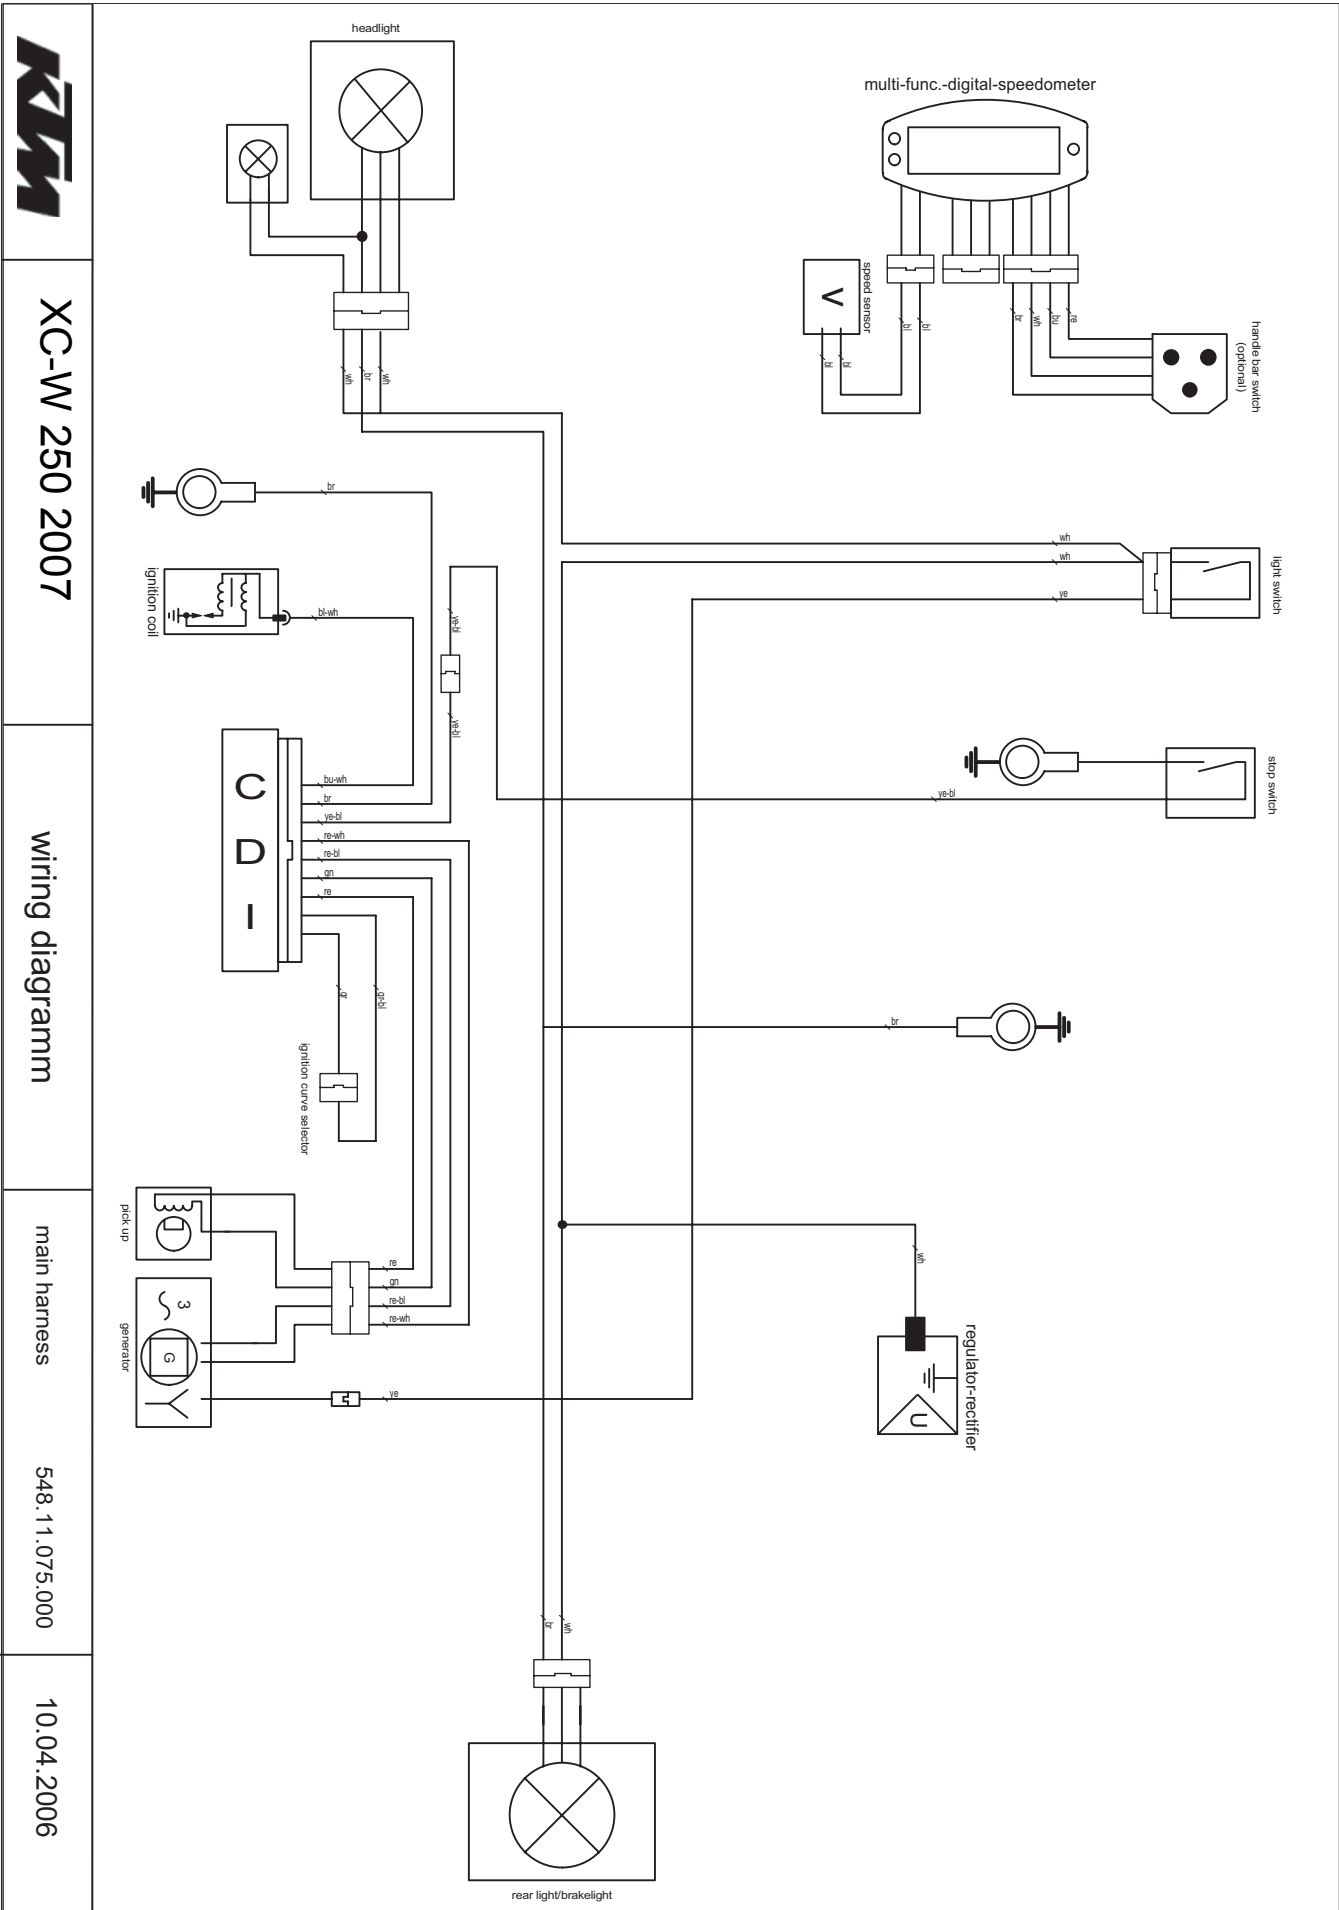 headlight
multi-func.-digital-speedometer
speed sensor
V
handle bar switch
(optional)
br
wh
bu
re
bl
bl
bl
bl
wh
br
wh
br
wh
wh
ye
light switch
ignition coil
bl-wh
ye-bl
ye-bl
stop switch
ye-bl
C
D
I
bu-wh
br
ye-bl
re-wh
re-bl
gn
re
gr
gr-bl
ignition curve selector
br
pick up
re
gn
re-bl
re-wh
3
G
generator
ye
wh
regulator-rectifier
U
br
wh
rear light/brakelight
KTM
XC-W 250 2007
wiring diagramm
main harness
548.11.075.000
10.04.2006